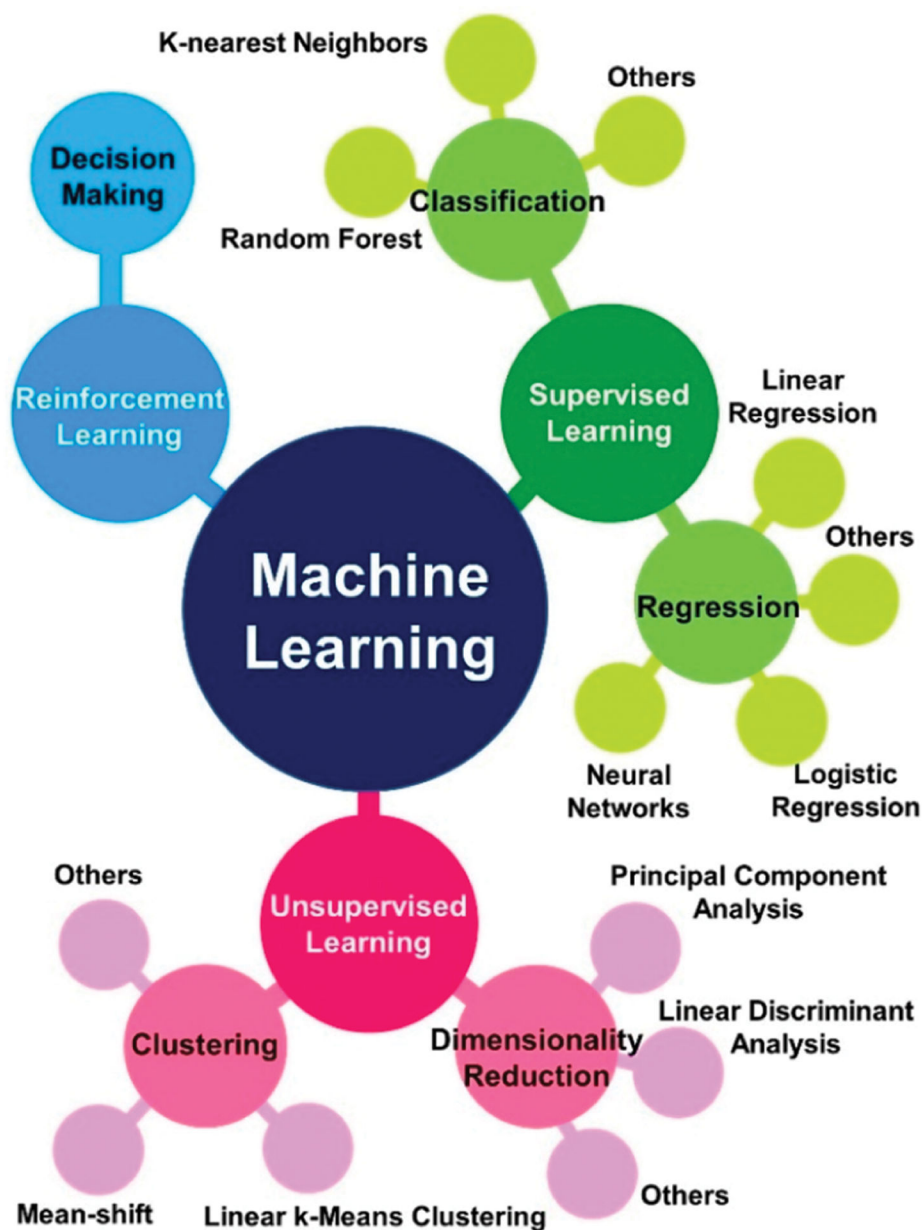 K-nearest Neighbors
Others
Decision
Making
Classification
Random Forest
Reinforcement
Learning
Supervised
Learning
Linear
Regression
Others
Regression
Machine
Learning
Neural
Networks
Logistic
Regression
Others
Unsupervised
Learning
Principal Component
Analysis
Clustering
Dimensionality
Reduction
Linear Discriminant
Analysis
Mean-shift
Linear k-Means Clustering
Others